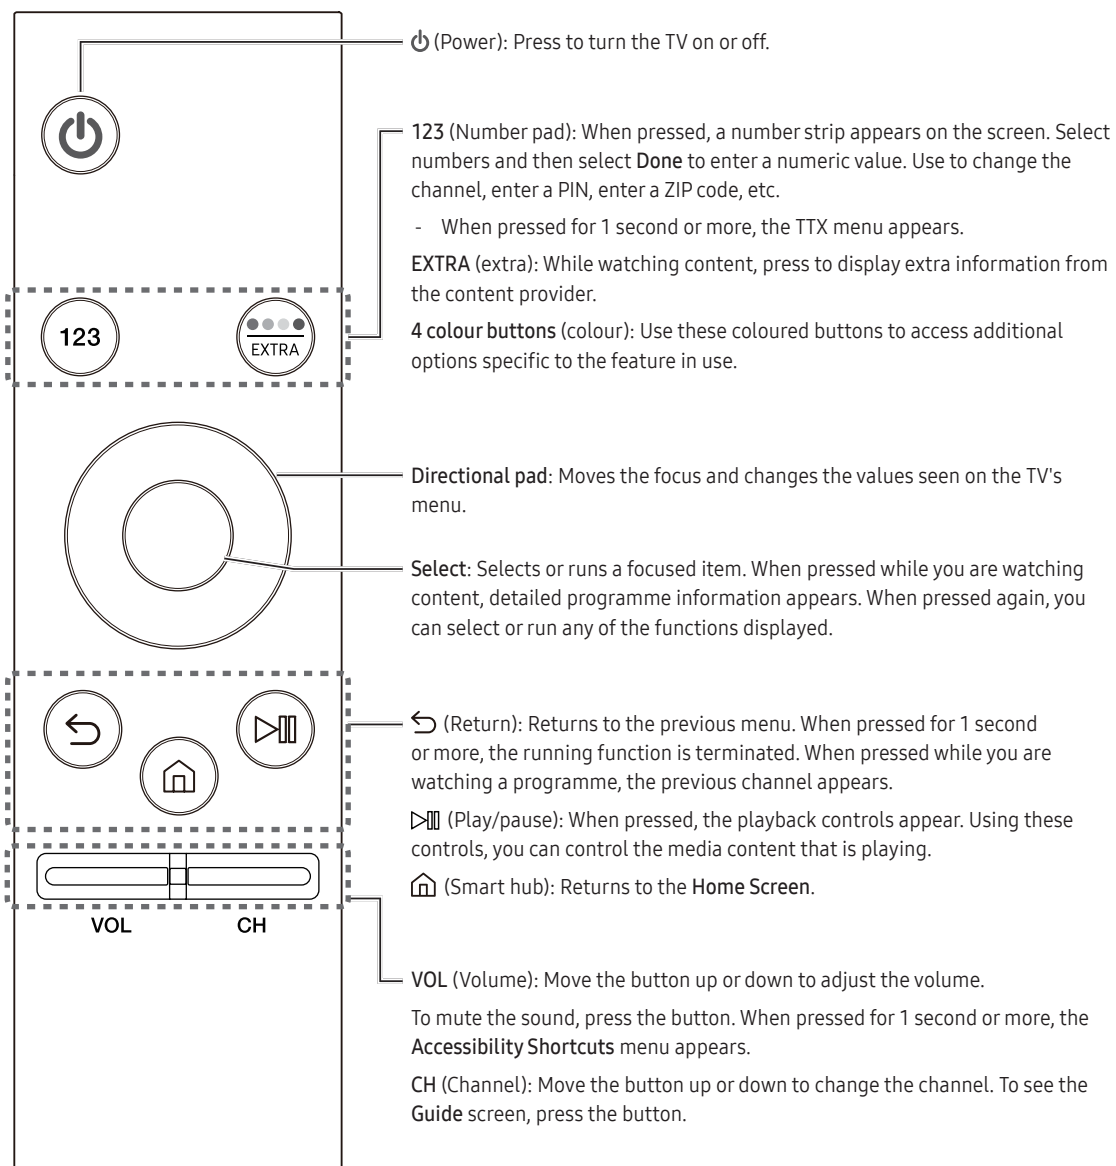 (Power): Press to turn the TV on or off.
123 (Number pad): When pressed, a number strip appears on the screen. Select
numbers and then select Done to enter a numeric value. Use to change the
channel, enter a PIN, enter a ZIP code, etc.
- When pressed for 1 second or more, the TTX menu appears.
EXTRA (extra): While watching content, press to display extra information from
the content provider.
4 colour buttons (colour): Use these coloured buttons to access additional
options specific to the feature in use.
123
EXTRA
Directional pad: Moves the focus and changes the values seen on the TV's
menu.
Select: Selects or runs a focused item. When pressed while you are watching
content, detailed programme information appears. When pressed again, you
can select or run any of the functions displayed.
(Return): Returns to the previous menu. When pressed for 1 second
or more, the running function is terminated. When pressed while you are
watching a programme, the previous channel appears.
(Play/pause): When pressed, the playback controls appear. Using these
controls, you can control the media content that is playing.
(Smart hub): Returns to the Home Screen.
VOL
CH
VOL (Volume): Move the button up or down to adjust the volume.
To mute the sound, press the button. When pressed for 1 second or more, the
Accessibility Shortcuts menu appears.
CH (Channel): Move the button up or down to change the channel. To see the
Guide screen, press the button.